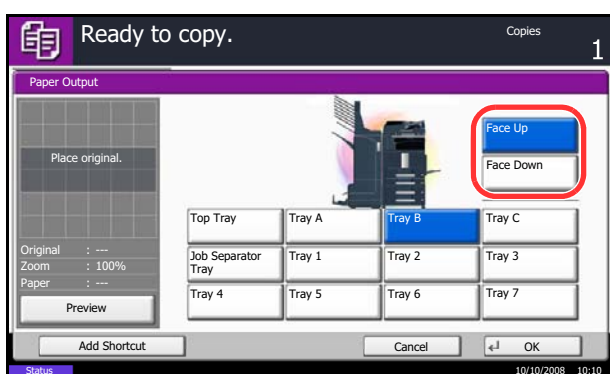 Ready to copy.
Copies
1
Paper Output
Place original.
Original : ---
Zoom : 100%
Paper : ---
Preview
Face Up
Face Down
Top Tray
Tray A
Tray B
Tray C
Job Separator
Tray
Tray 1
Tray 2
Tray 3
Tray 4
Tray 5
Tray 6
Tray 7
Add Shortcut
Cancel
OK
Status
10/10/2008 10:10